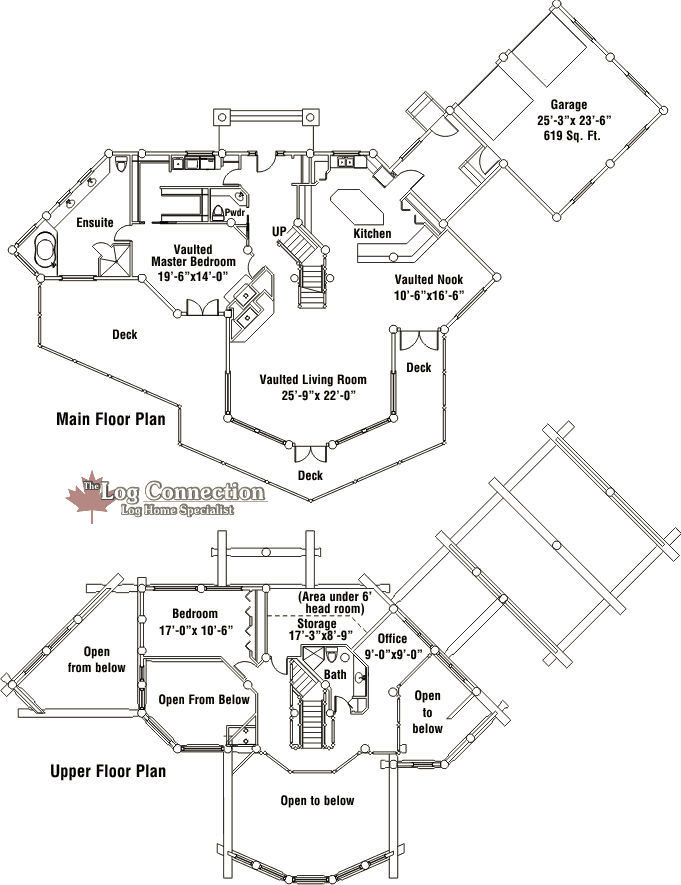 Garage
25'-3"x 23'-6"
619 Sq. Ft.
Ensuite
Pwdr
UP
Kitchen
Vaulted
Master Bedroom
19'-6"x14'-0"
Vaulted Nook
10'-6"x16'-6"
Deck
Deck
Vaulted Living Room
25'-9"x 22'-0"
Main Floor Plan
Deck
The Log Connection
Log Home Specialist
(Area under 6'
head room)
Storage
17'-3"x8'-9"
Bedroom
17'-0"x 10'-6"
Office
9'-0"x9'-0"
Open
from below
Bath
Open From Below
Open
to
below
Upper Floor Plan
Open to below